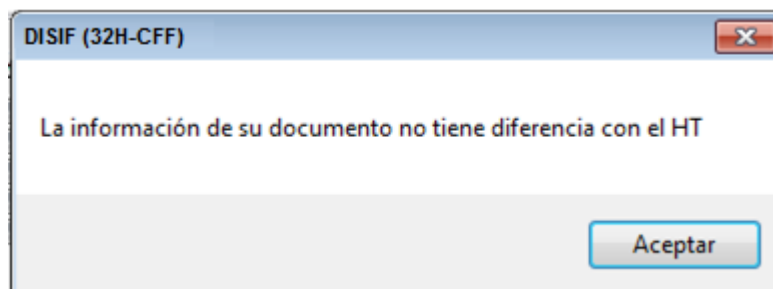 DISIF (32H-CFF)
La información de su documento no tiene diferencia con el HT
Aceptar